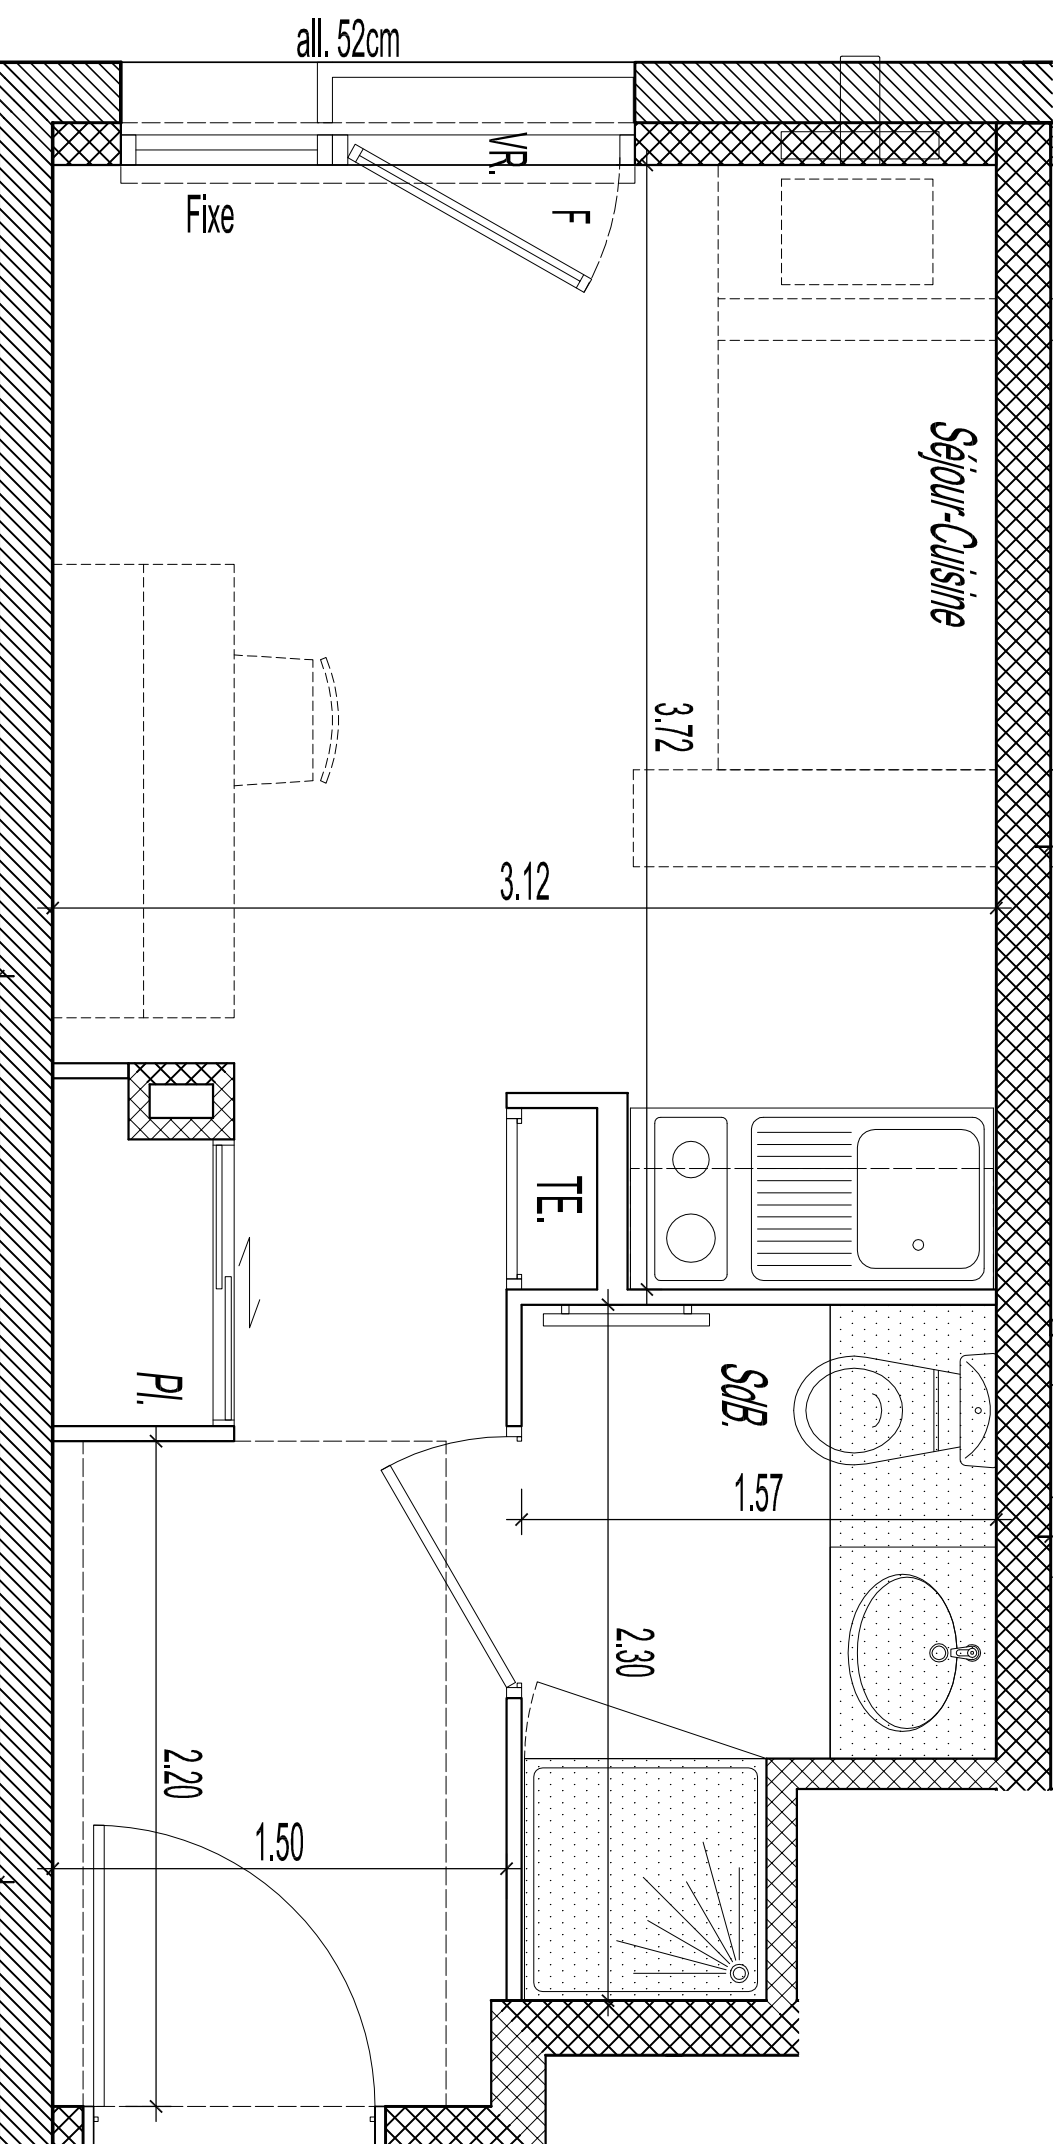 all. 52cm
VR.
Fixe
F
Séjour-Cuisine
3.72
3.12
TE.
Pl.
SdB.
1.57
2.30
2.20
1.50